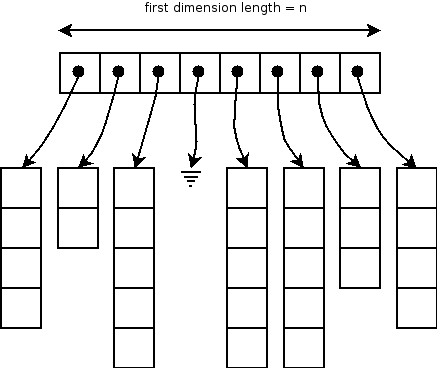 first dimension length = n